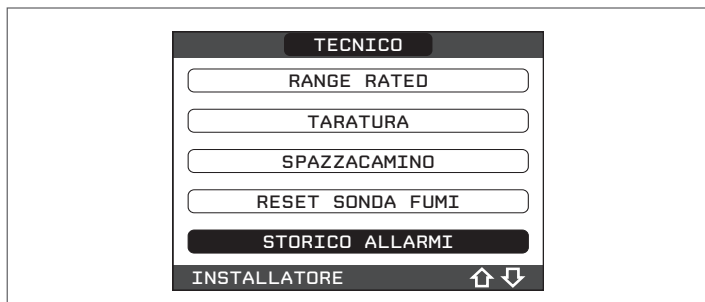 TECNICO
RANGE RATED
TARATURA
SPAZZACAMINO
RESET SONDA FUMI
STORICO ALLARMI
INSTALLATORE